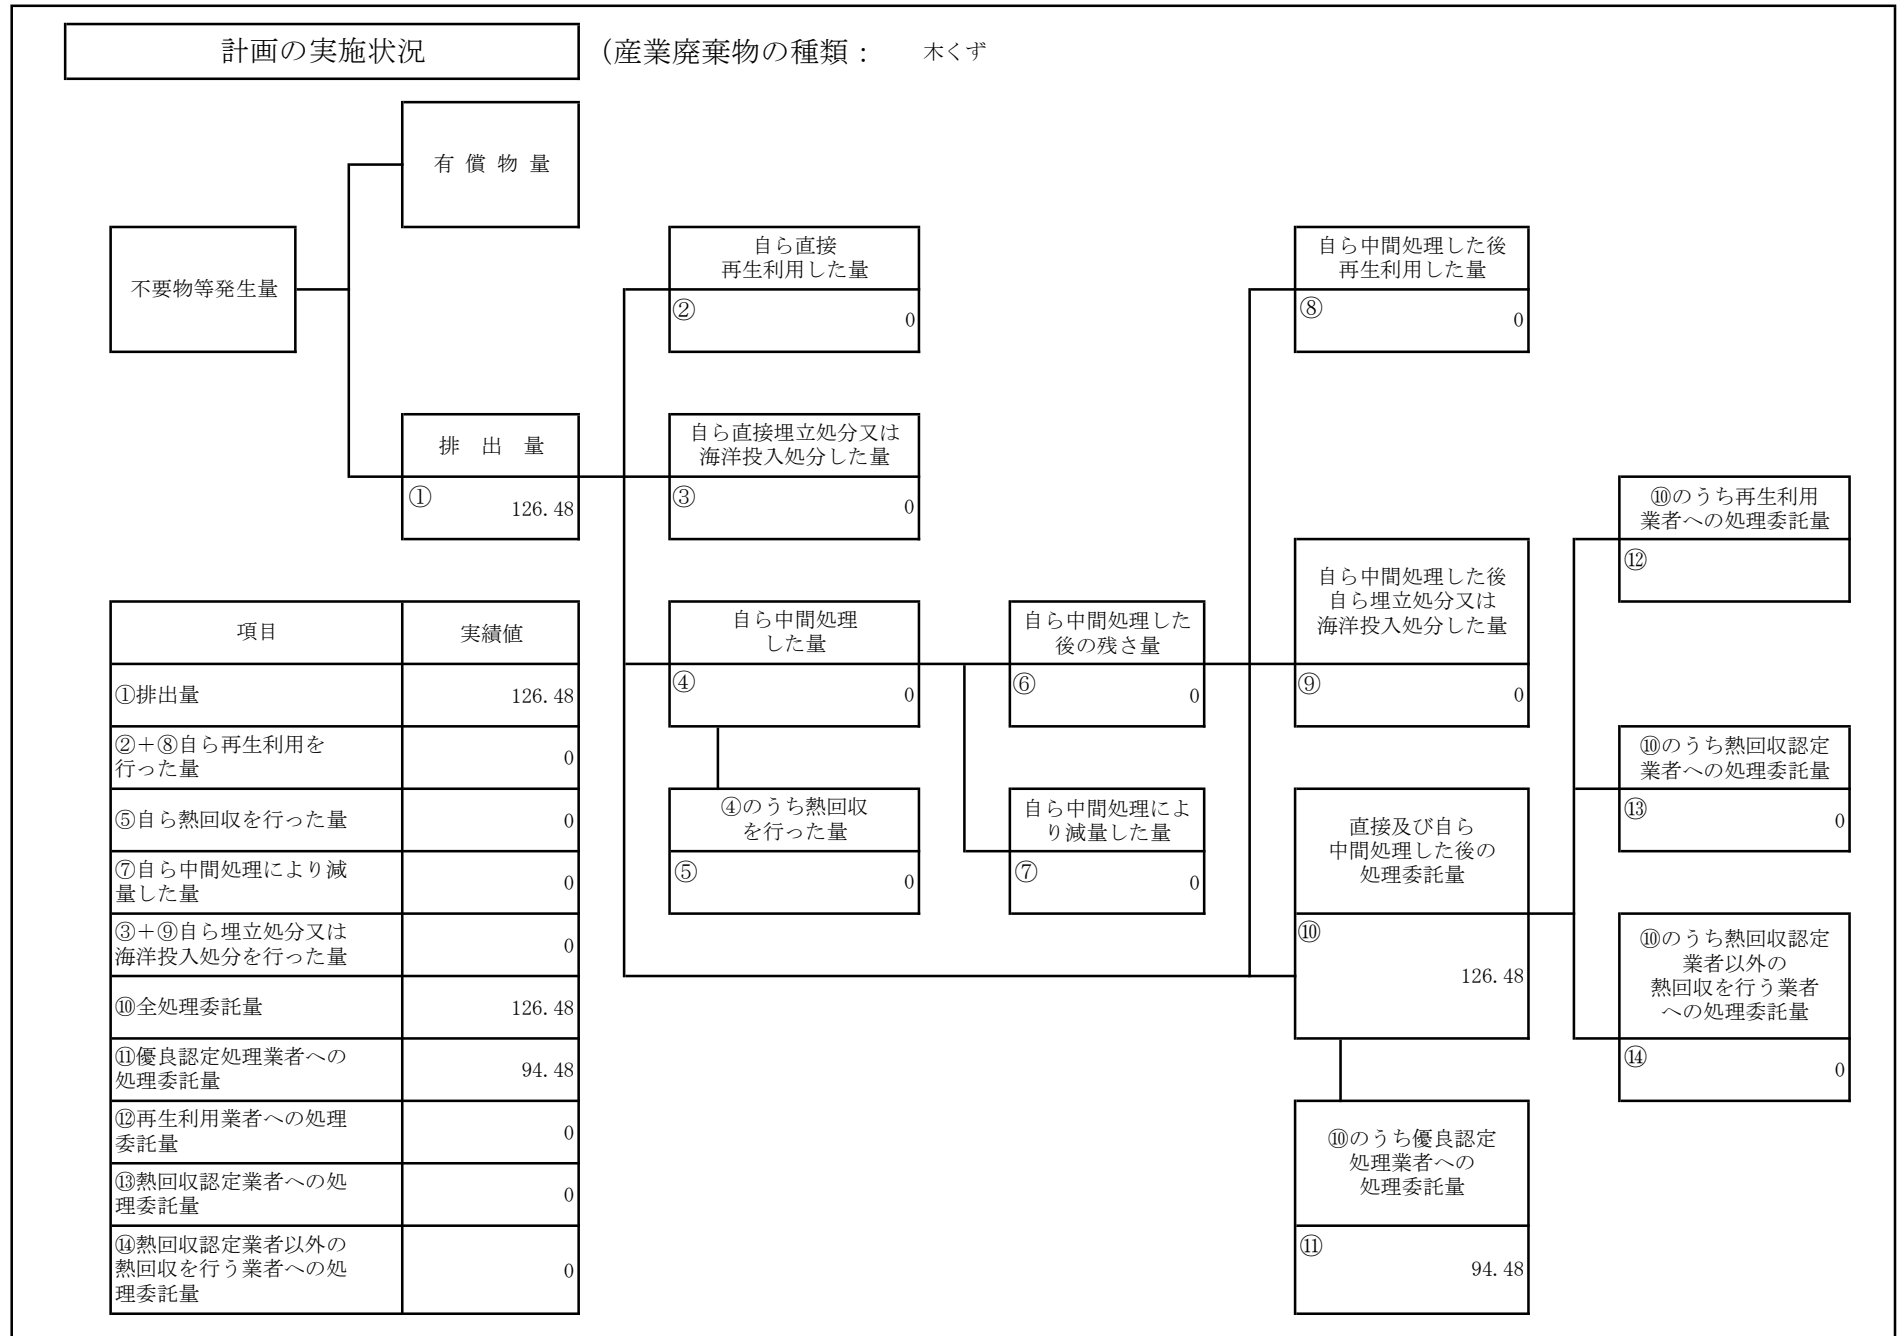 計画の実施状況
（産業廃棄物の種類： 木くず
有 償 物 量
不要物等発生量
自ら直接
再生利用した量
② 0
自ら中間処理した後
再生利用した量
⑧ 0
排 出 量
① 126.48
自ら直接埋立処分又は
海洋投入処分した量
③ 0
⑩のうち再生利用
業者への処理委託量
⑫
自ら中間処理した後
自ら埋立処分又は
海洋投入処分した量
⑨ 0
自ら中間処理
した量
④ 0
自ら中間処理した
後の残さ量
⑥ 0
⑩のうち熱回収認定
業者への処理委託量
⑬ 0
④のうち熱回収
を行った量
⑤ 0
自ら中間処理によ
り減量した量
⑦ 0
直接及び自ら
中間処理した後の
処理委託量
⑩
126.48
⑩のうち熱回収認定
業者以外の
熱回収を行う業者
への処理委託量
⑭ 0
⑩のうち優良認定
処理業者への
処理委託量
⑪
94.48
項目 実績値
①排出量 126.48
②＋⑧自ら再生利用を
行った量 0
⑤自ら熱回収を行った量 0
⑦自ら中間処理により減
量した量 0
③＋⑨自ら埋立処分又は
海洋投入処分を行った量 0
⑩全処理委託量 126.48
⑪優良認定処理業者への
処理委託量 94.48
⑫再生利用業者への処理
委託量 0
⑬熱回収認定業者への処
理委託量 0
⑭熱回収認定業者以外の
熱回収を行う業者への処
理委託量 0